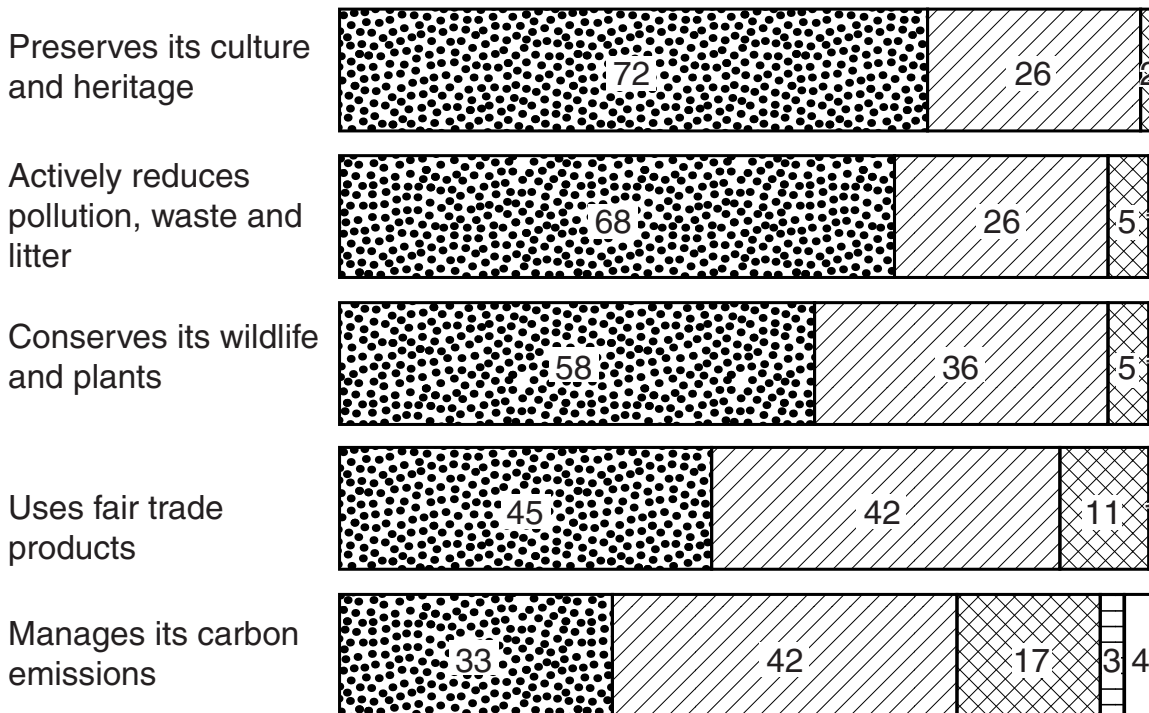 Preserves its culture
and heritage
72 26 2
Actively reduces
pollution, waste and
litter
68 26 5
Conserves its wildlife
and plants
58 36 5
Uses fair trade
products
45 42 11
Manages its carbon
emissions
33 42 17 3 4